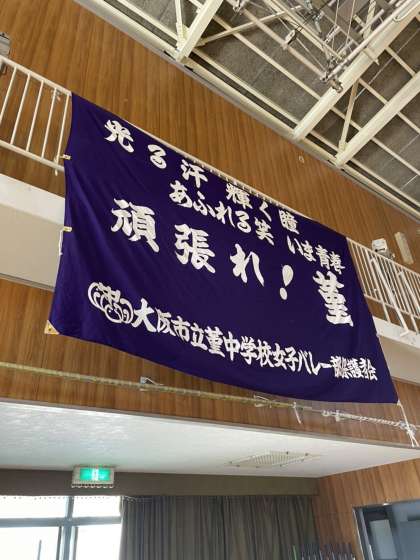 光る汗 輝く瞳
あふれる笑 いま青春
頑張れ! 菫
大阪市立菫中学校女子バレー部保護者会